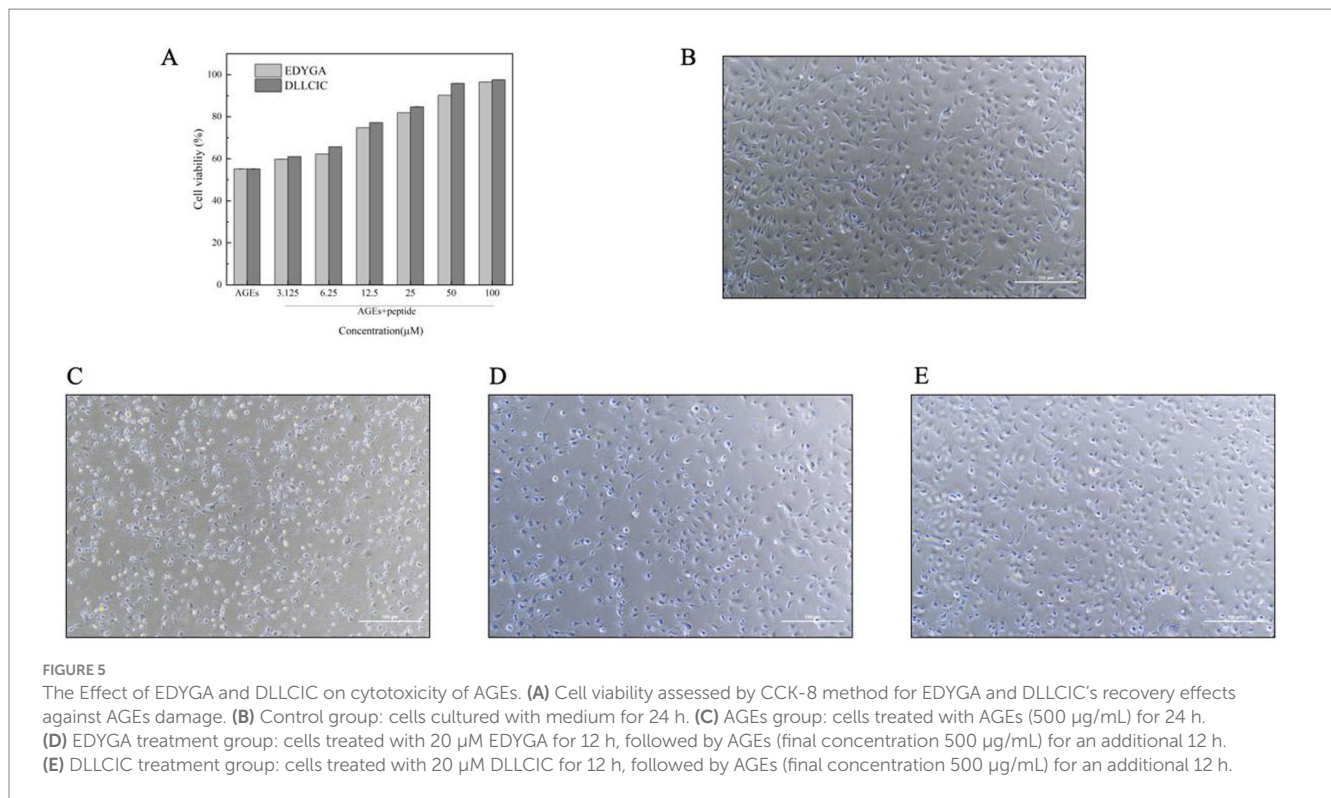 A
EDYGA
DLLCIC
100
80
60
40
20
0
Cell viability (%)
AGEs 3.125 6.25 12.5 25 50 100
AGEs+peptide
Concentration(μM)
B
C
D
E
FIGURE 5
The Effect of EDYGA and DLLCIC on cytotoxicity of AGEs. (A) Cell viability assessed by CCK-8 method for EDYGA and DLLCIC's recovery effects
against AGEs damage. (B) Control group: cells cultured with medium for 24 h. (C) AGEs group: cells treated with AGEs (500 μg/mL) for 24 h.
(D) EDYGA treatment group: cells treated with 20 μM EDYGA for 12 h, followed by AGEs (final concentration 500 μg/mL) for an additional 12 h.
(E) DLLCIC treatment group: cells treated with 20 μM DLLCIC for 12 h, followed by AGEs (final concentration 500 μg/mL) for an additional 12 h.